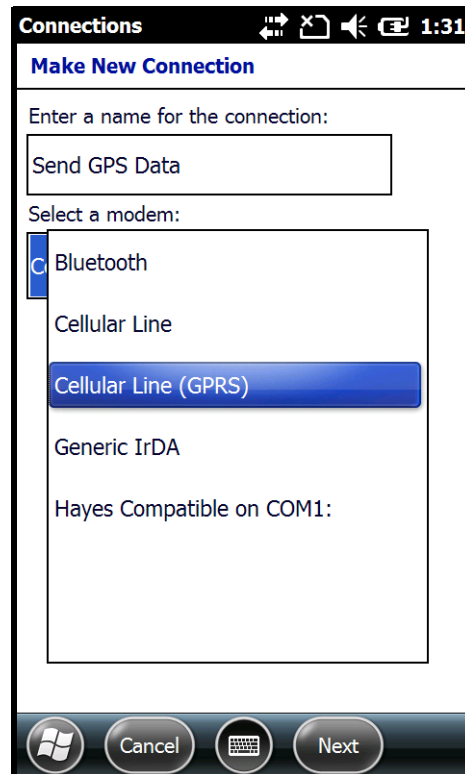 Connections 1:31
Make New Connection
Enter a name for the connection:
Send GPS Data
Select a modem:
Bluetooth
Cellular Line
Cellular Line (GPRS)
Generic IrDA
Hayes Compatible on COM1:
Cancel Next